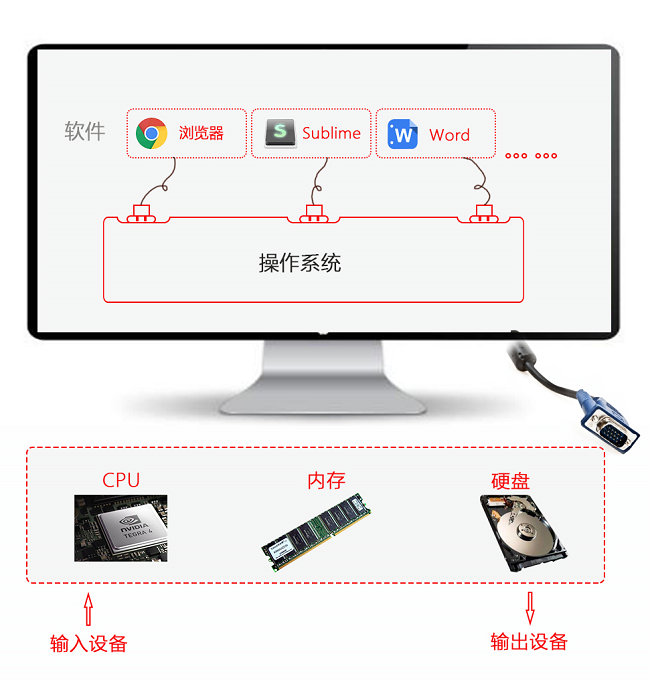 软件
浏览器
S
Sublime
W
Word
操作系统
CPU
内存
硬盘
NVIDIA
TEGRA 4
输入设备
输出设备